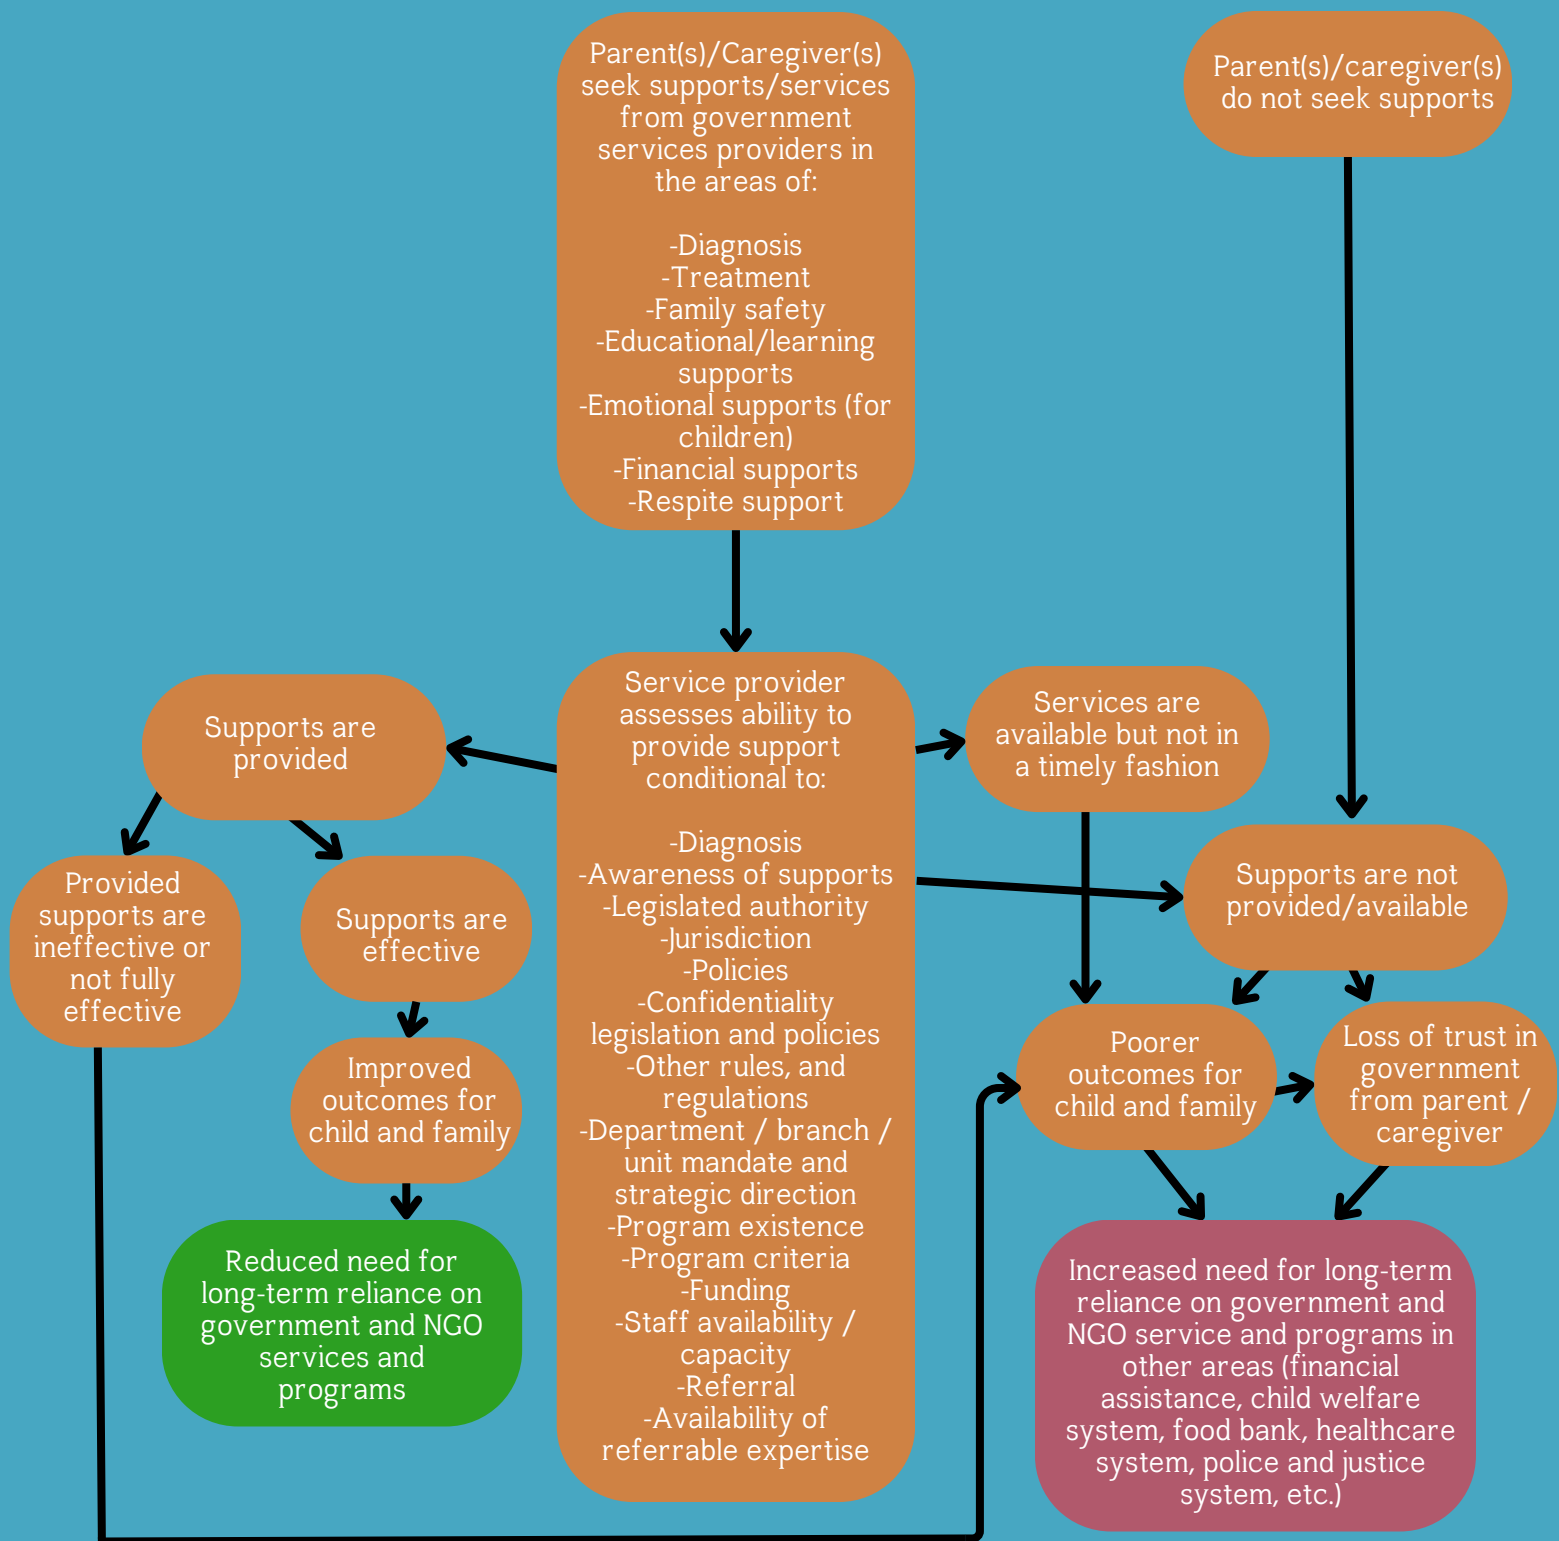 Parent(s)/Caregiver(s)
seek supports/services
from government
services providers in
the areas of:
-Diagnosis
-Treatment
-Family safety
-Educational/learning
supports
-Emotional supports (for
children)
-Financial supports
-Respite support
Parent(s)/caregiver(s)
do not seek supports
Service provider
assesses ability to
provide support
conditional to:
-Diagnosis
-Awareness of supports
-Legislated authority
-Jurisdiction
-Policies
-Confidentiality
legislation and policies
-Other rules, and
regulations
-Department / branch /
unit mandate and
strategic direction
-Program existence
-Program criteria
-Funding
-Staff availability /
capacity
-Referral
-Availability of
referrable expertise
Supports are
provided
Provided
supports are
ineffective or
not fully
effective
Supports are
effective
Improved
outcomes for
child and family
Reduced need for
long-term reliance on
government and NGO
services and
programs
Services are
available but not in
a timely fashion
Supports are not
provided/available
Poorer
outcomes for
child and family
Loss of trust in
government
from parent /
caregiver
Increased need for long-term
reliance on government and
NGO service and programs in
other areas (financial
assistance, child welfare
system, food bank, healthcare
system, police and justice
system, etc.)